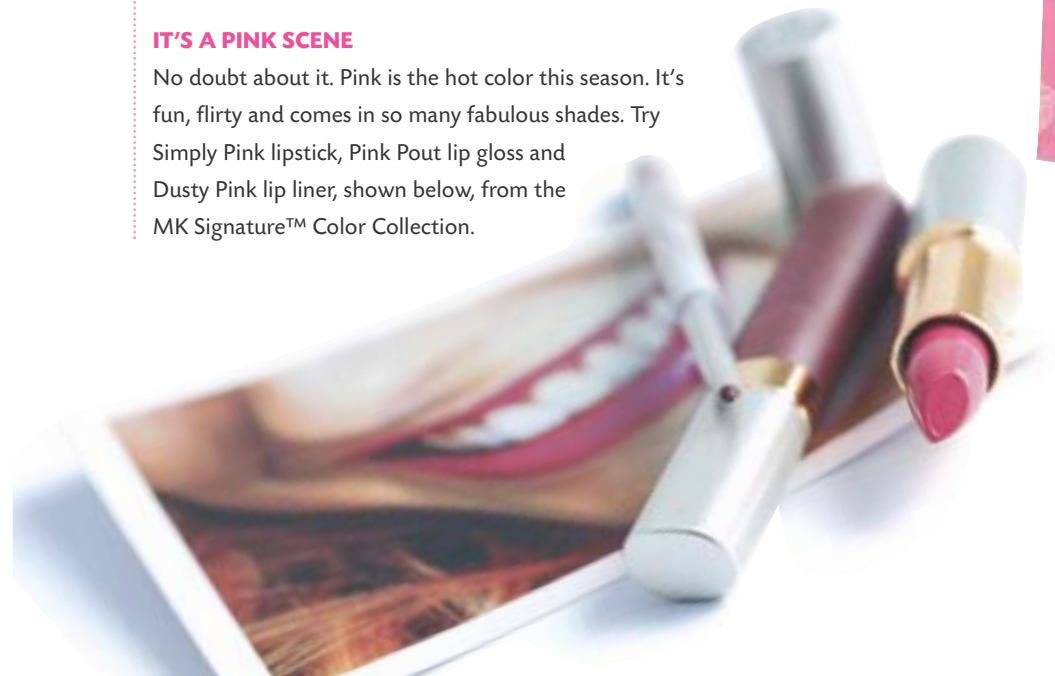 IT’S A PINK SCENE
No doubt about it. Pink is the hot color this season. It’s
fun, flirty and comes in so many fabulous shades. Try
Simply Pink lipstick, Pink Pout lip gloss and
Dusty Pink lip liner, shown below, from the
MK Signature™ Color Collection.